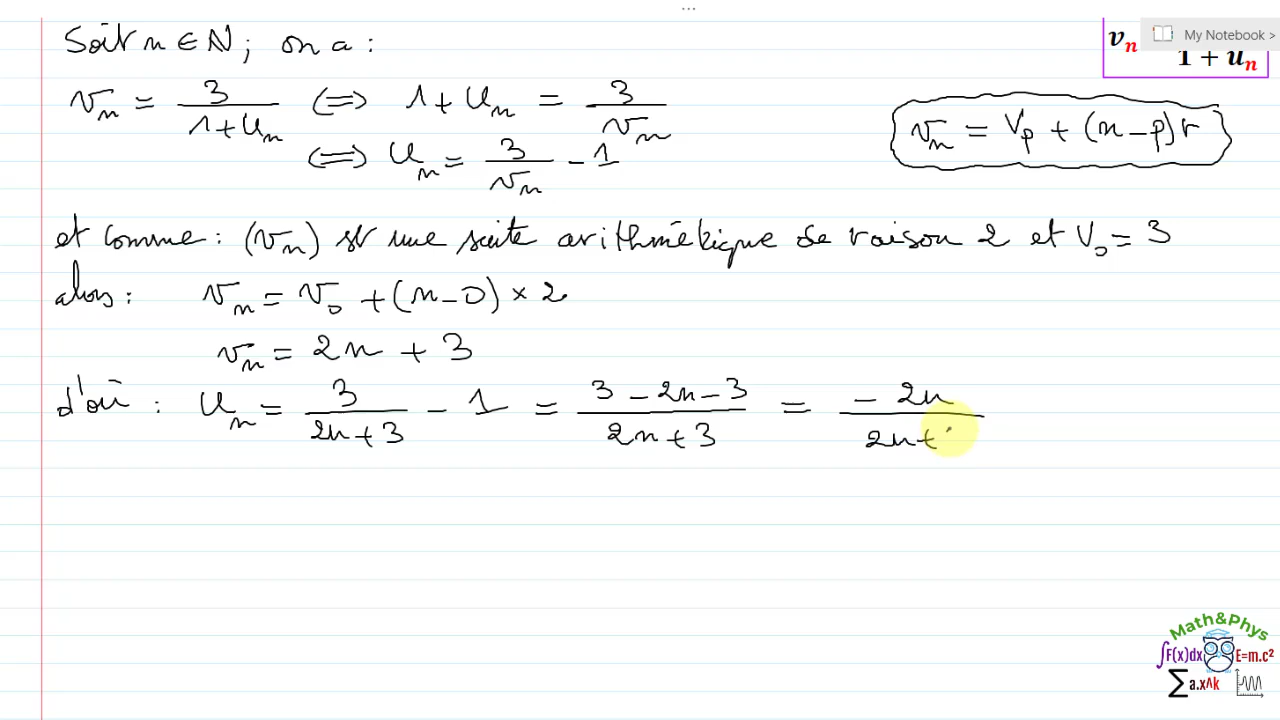 ...
Soit n ∈ ℕ ; on a :
My Notebook >
vₙ
1 + uₙ
vₙ = 3/(1+Uₙ) ⟺ 1 + Uₙ = 3/vₙ
vₙ = Vₚ + (n – p) r
⟺ Uₙ = 3/vₙ – 1
et comme : (vₙ) st une suite arithmétique de raison 2 et V₀ = 3
alors : vₙ = v₀ + (n – 0) × 2
vₙ = 2n + 3
d'où : Uₙ = 3/(2n+3) – 1 = (3 – 2n – 3)/(2n+3) = – 2n/(2n+
Math&Phys
∫F(x)dx E=m.c²
∑ a.x^k